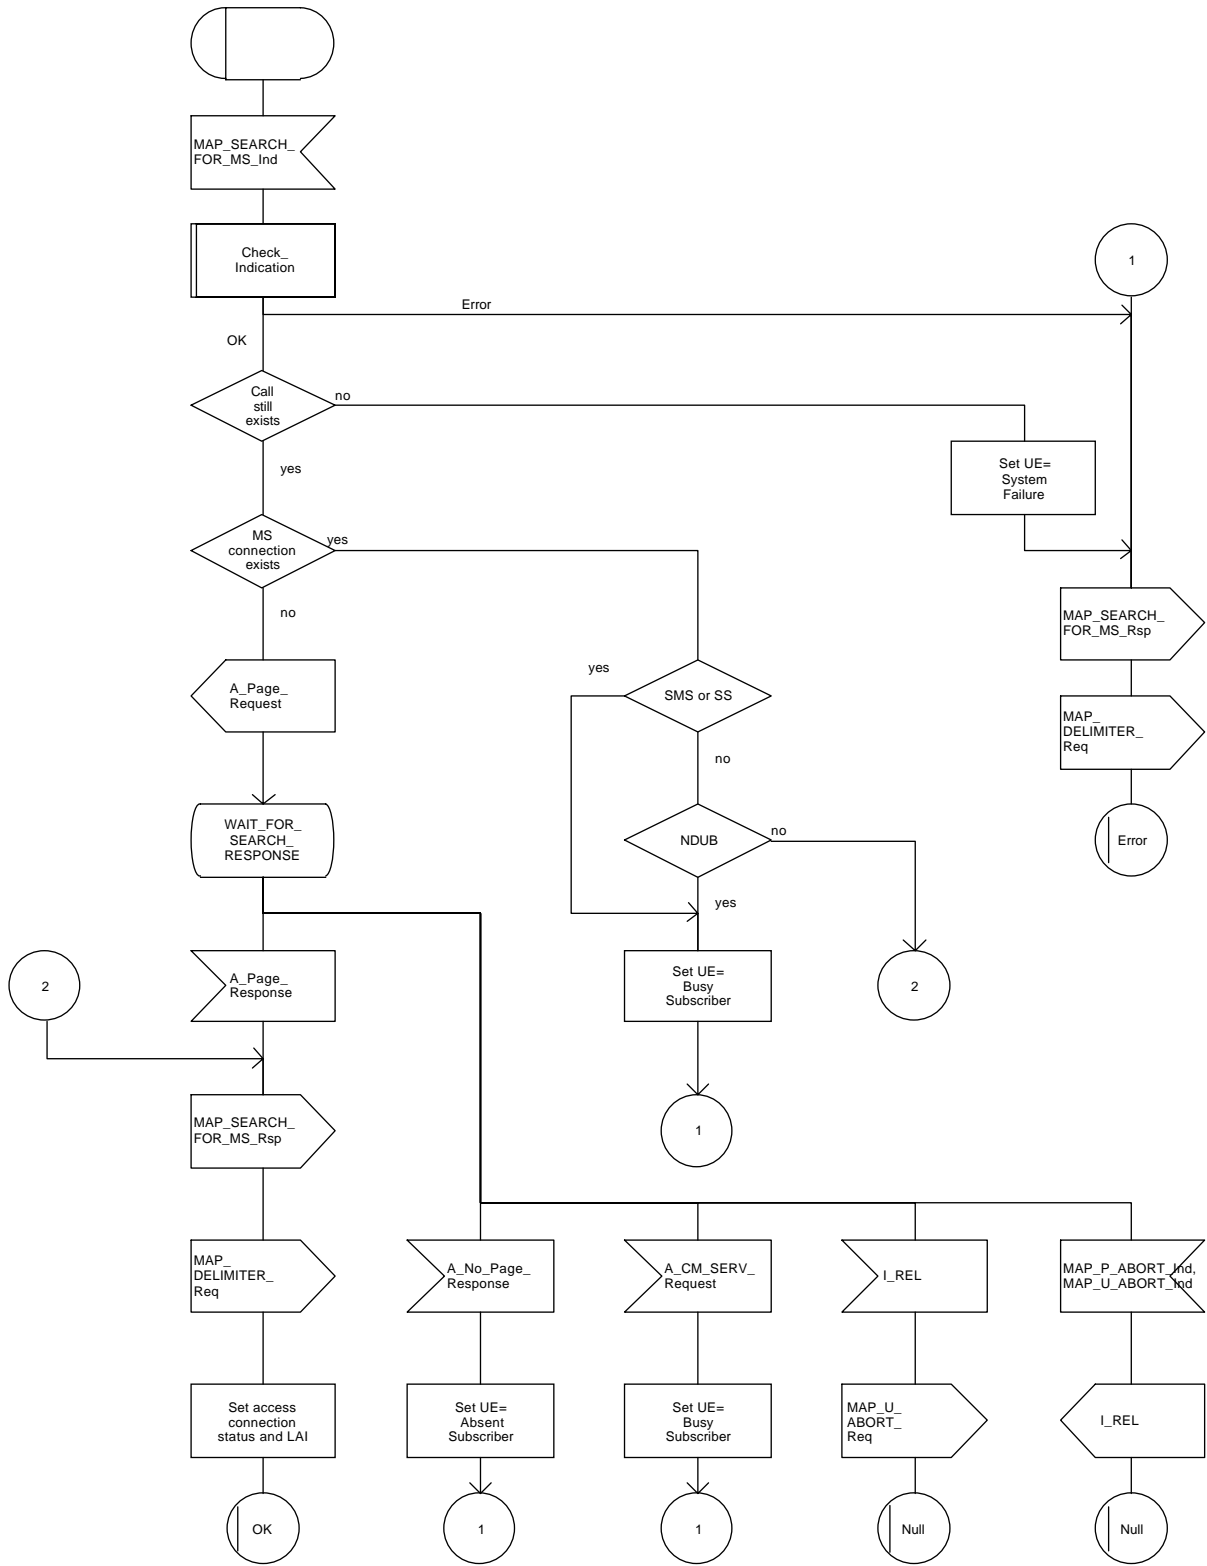 MAP_SEARCH_
FOR_MS_Ind
Check_
Indication
1
Error
OK
Call
still
exists
no
Set UE=
System
Failure
yes
MS
connection
exists
yes
no
MAP_SEARCH_
FOR_MS_Rsp
yes
A_Page_
Request
SMS or SS
MAP_
DELIMITER_
Req
no
WAIT_FOR_
SEARCH_
RESPONSE
NDUB
no
Error
yes
2
A_Page_
Response
Set UE=
Busy
Subscriber
2
MAP_SEARCH_
FOR_MS_Rsp
1
MAP_
DELIMITER_
Req
A_No_Page_
Response
A_CM_SERV_
Request
I_REL
MAP_P_ABORT_Ind,
MAP_U_ABORT_Ind
Set access
connection
status and LAI
Set UE=
Absent
Subscriber
Set UE=
Busy
Subscriber
MAP_U_
ABORT_
Req
I_REL
OK
1
1
Null
Null